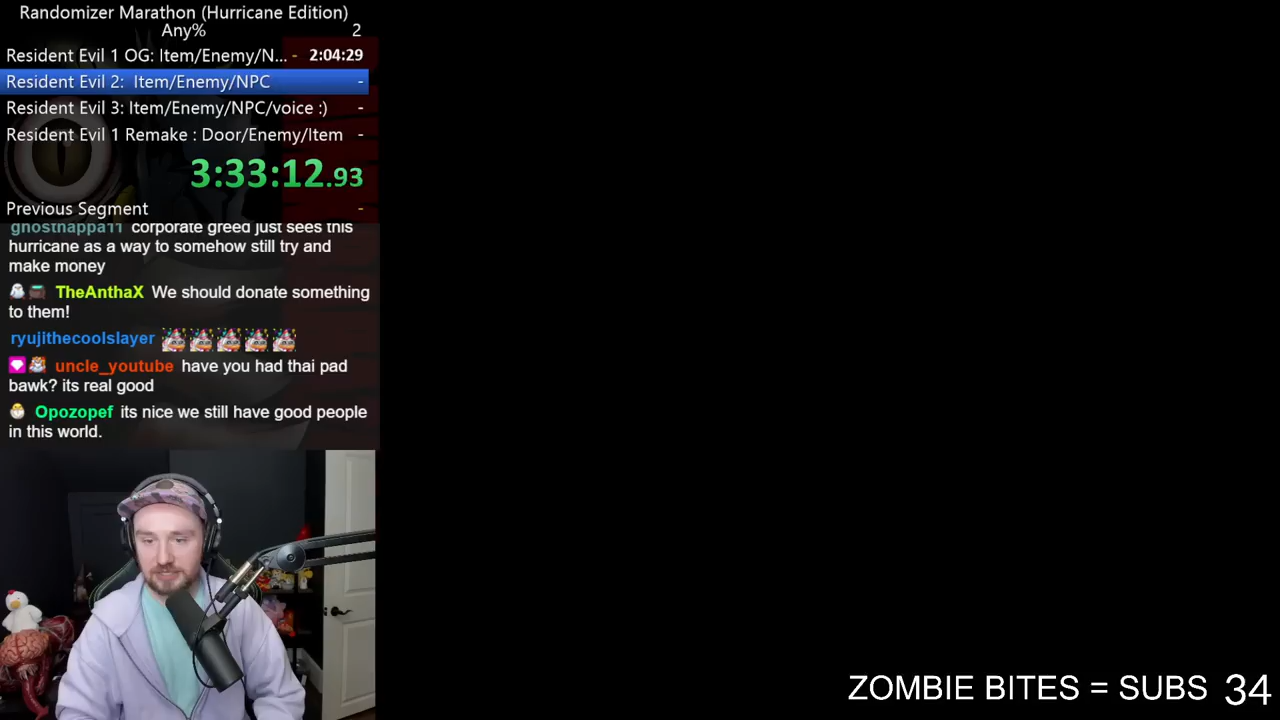 Randomizer Marathon (Hurricane Edition)
Any% 2
Resident Evil 1 OG: Item/Enemy/N... - 2:04:29
Resident Evil 2: Item/Enemy/NPC -
Resident Evil 3: Item/Enemy/NPC/voice :) -
Resident Evil 1 Remake : Door/Enemy/Item -
3:33:12.93
Previous Segment -
ghostnappa11 corporate greed just sees this
hurricane as a way to somehow still try and
make money
TheAnthaX We should donate something
to them!
ryujithecoolslayer
uncle_youtube have you had thai pad
bawk? its real good
Opozopef its nice we still have good people
in this world.
ZOMBIE BITES = SUBS 34